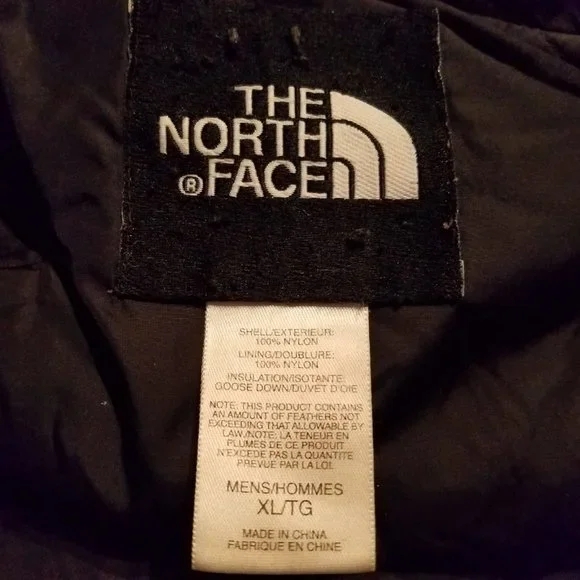 THE
NORTH
® FACE
SHELL/EXTERIEUR:
100% NYLON
LINING/DOUBLURE:
100% NYLON
INSULATION/ISOTANTE:
GOOSE DOWN/DUVET D'OIE
NOTE: THIS PRODUCT CONTAINS
AN AMOUNT OF FEATHERS NOT
EXCEEDING THAT ALLOWABLE BY
LAW./NOTE: LA TENEUR EN
PLUMES DE CE PRODUIT
N'EXCEDE PAS LA QUANTITE
PREVUE PAR LA LOI.
MENS/HOMMES
XL/TG
MADE IN CHINA
FABRIQUE EN CHINE